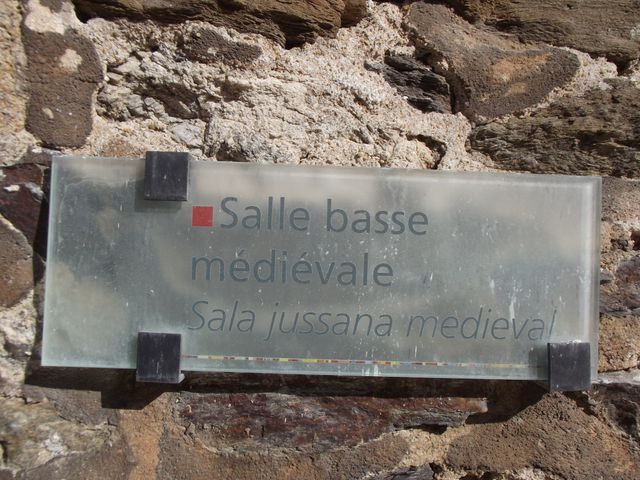 Salle basse
médiévale
Sala jussana medieval